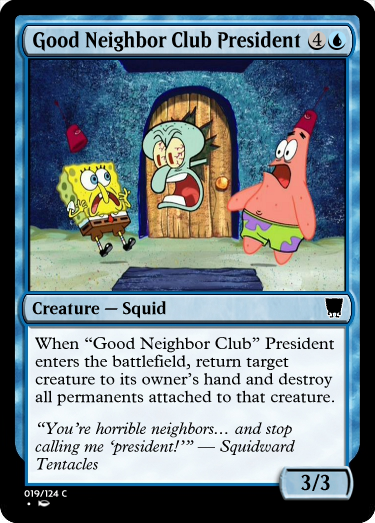 Good Neighbor Club President 4
Creature — Squid
When “Good Neighbor Club” President
enters the battlefield, return target
creature to its owner’s hand and destroy
all permanents attached to that creature.
“You’re horrible neighbors... and stop
calling me ‘president!’” — Squidward
Tentacles
3/3
019/124 C